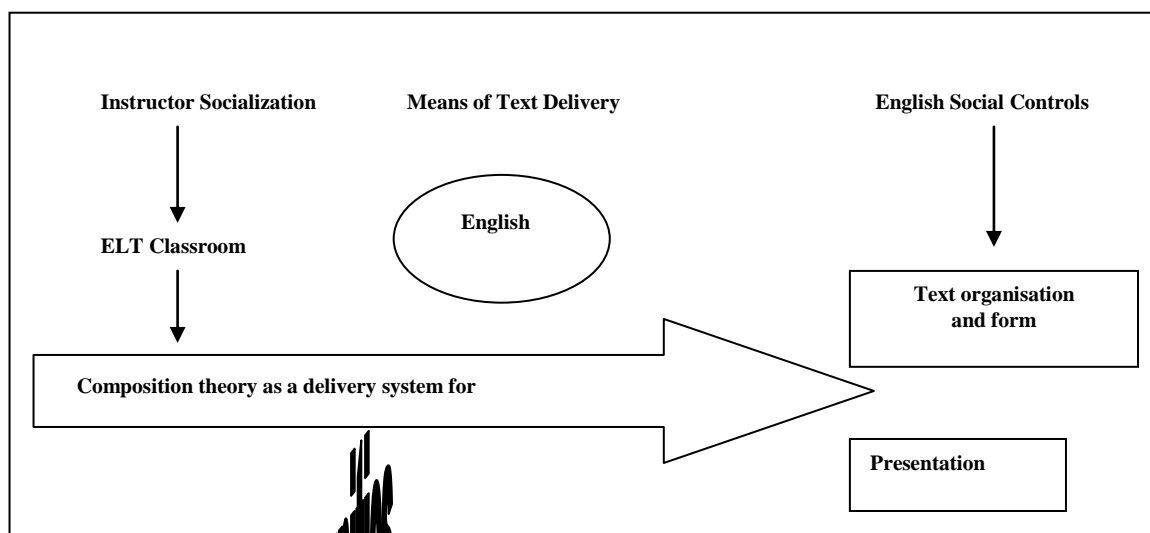 Instructor Socialization
Means of Text Delivery
English Social Controls
English
ELT Classroom
Text organisation
and form
Composition theory as a delivery system for
Presentation